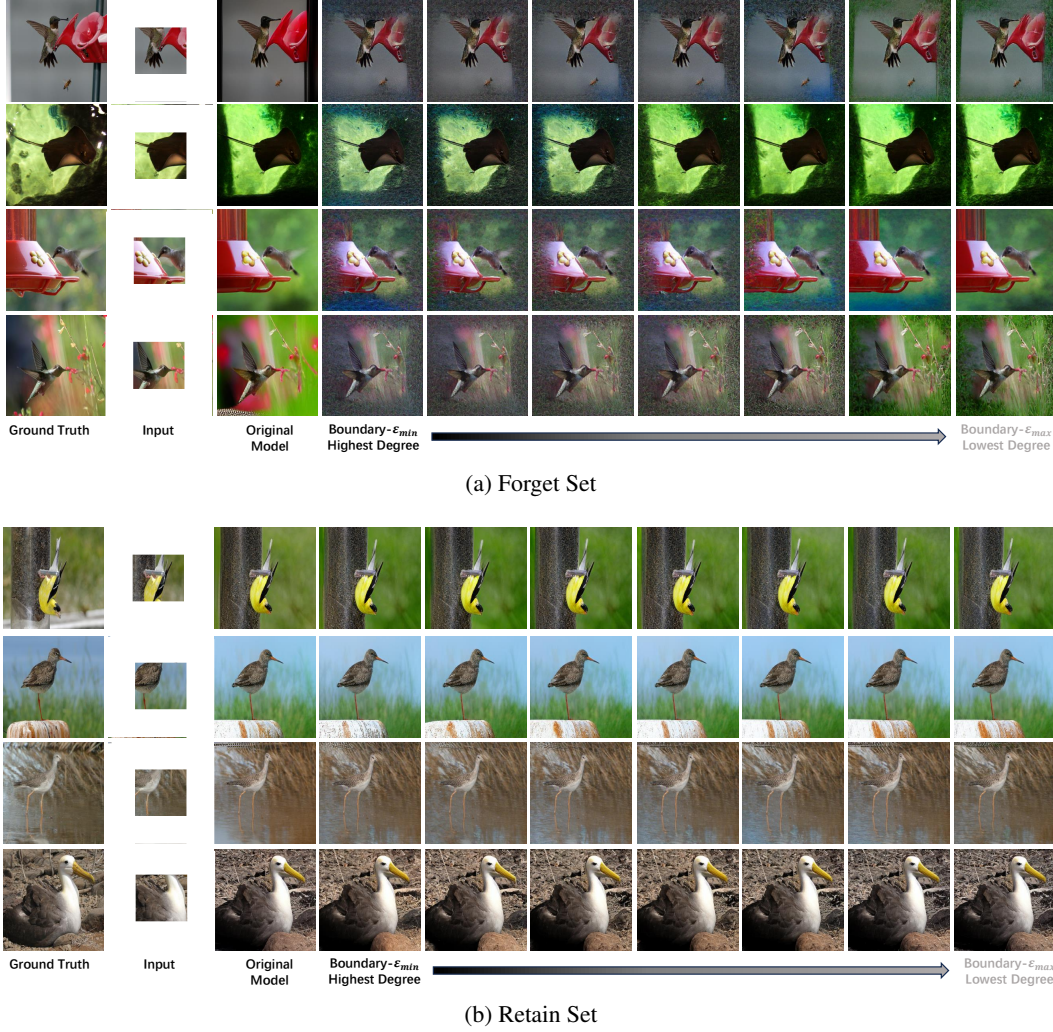 Ground Truth
Input
Original
Model
Boundary-ε_min
Highest Degree
Boundary-ε_max
Lowest Degree
(a) Forget Set
Ground Truth
Input
Original
Model
Boundary-ε_min
Highest Degree
Boundary-ε_max
Lowest Degree
(b) Retain Set